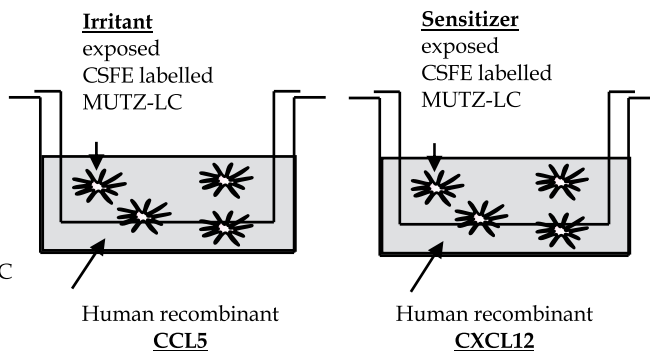 Irritant
exposed
CSFE labelled
MUTZ-LC
Sensitizer
exposed
CSFE labelled
MUTZ-LC
C
Human recombinant
CCL5
Human recombinant
CXCL12